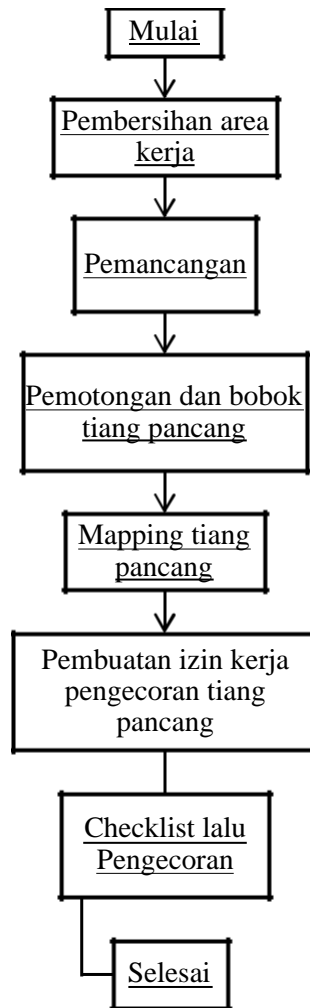 Mulai
Pembersihan area
kerja
Pemancangan
Pemotongan dan bobok
tiang pancang
Mapping tiang
pancang
Pembuatan izin kerja
pengecoran tiang
pancang
Checklist lalu
Pengecoran
Selesai